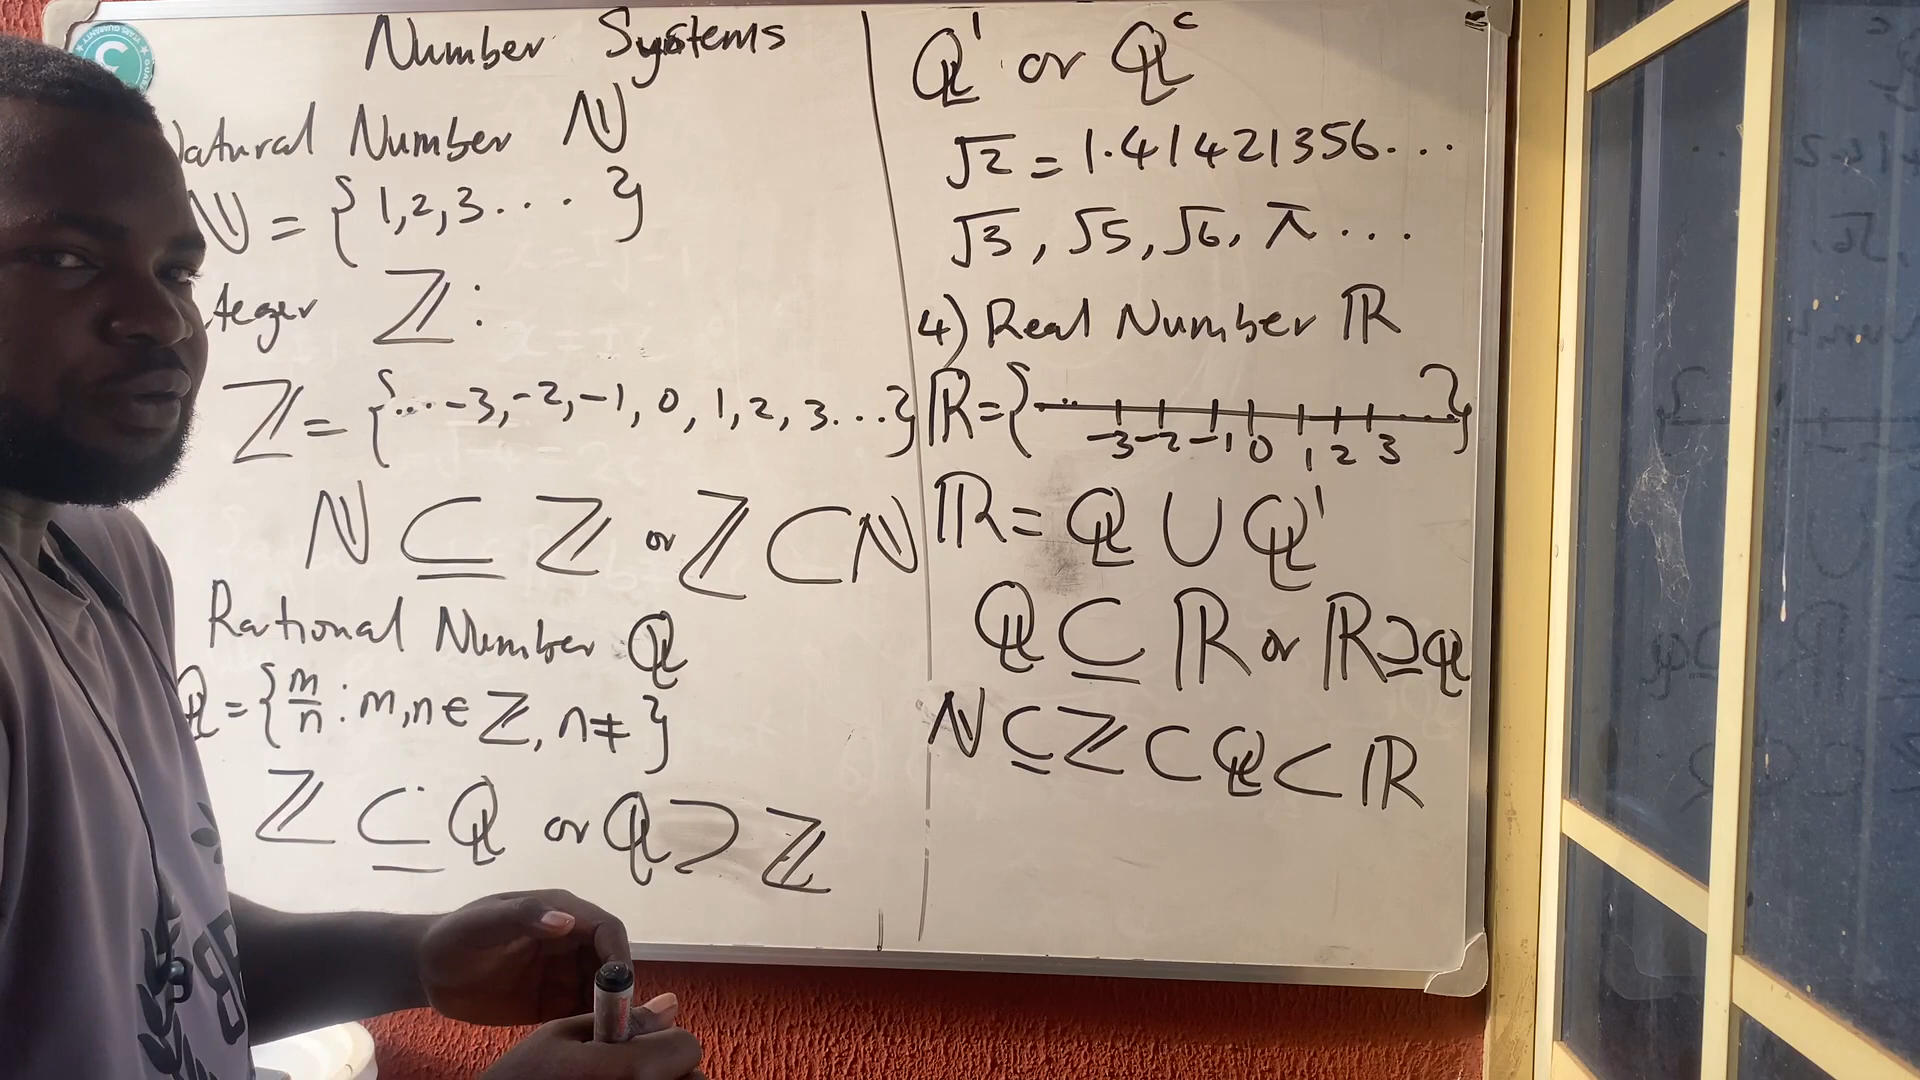 Number Systems
Natural Number ℕ
ℕ = {1,2,3. . . . }
teger ℤ :
ℤ = {...-3,-2,-1, 0, 1, 2, 3...}
ℕ ⊆ ℤ or ℤ ⊂ ℕ
Rational Number ℚ
ℚ = {m/n : m,n ∈ ℤ, n≠ }
ℤ ⊆ ℚ or ℚ ⊃ ℤ
ℚ' or ℚᶜ
√2 = 1.41421356...
√3, √5, √6, π ...
4) Real Number ℝ
ℝ = { -3 -2 -1 0 1 2 3 }
ℝ = ℚ ∪ ℚ'
ℚ ⊆ ℝ or ℝ ⊇ ℚ
ℕ ⊆ ℤ ⊂ ℚ ⊂ ℝ